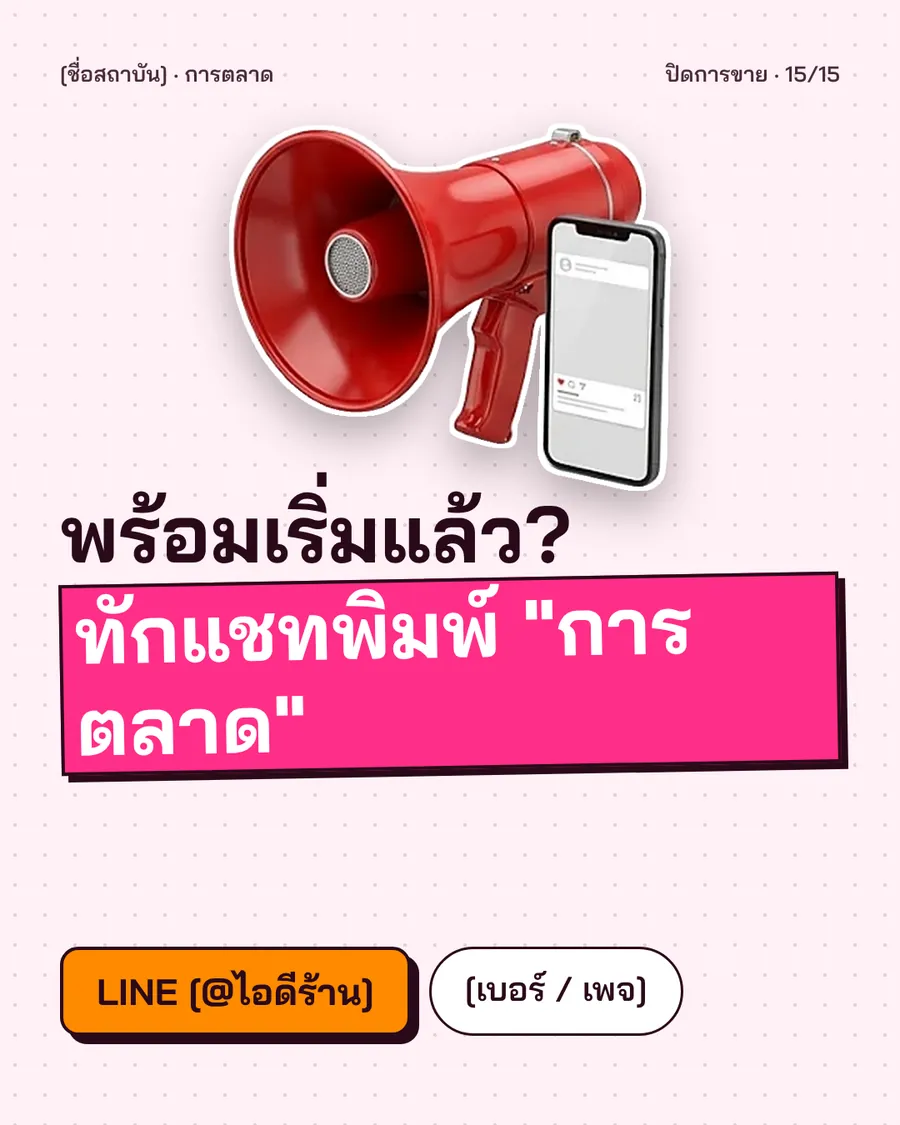 [ชื่อสถาบัน] · การตลาด
ปิดการขาย · 15/15
พร้อมเริ่มแล้ว?
ทักแชทพิมพ์ "การ
ตลาด"
LINE [@ไอดีร้าน]
[เบอร์ / เพจ]